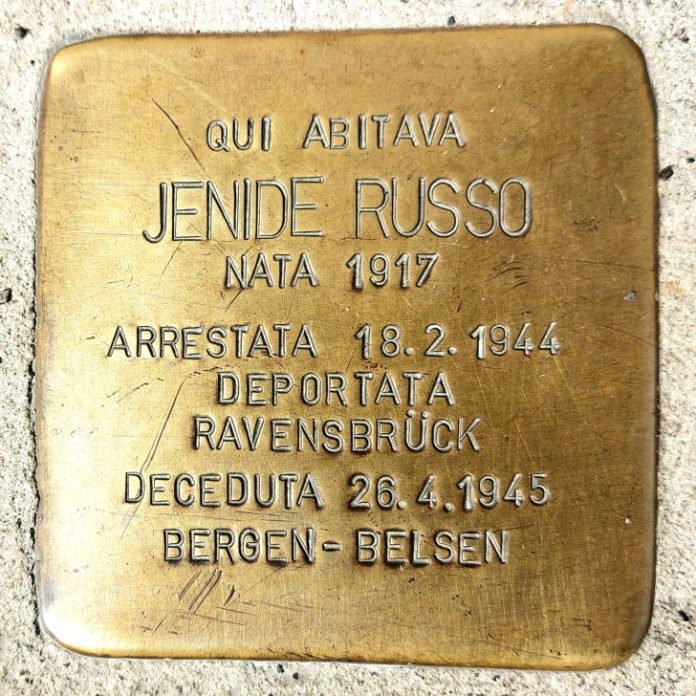 QUI ABITAVA
JENIDE RUSSO
NATA 1917
ARRESTATA 18.2.1944
DEPORTATA
RAVENSBRÜCK
DECEDUTA 26.4.1945
BERGEN-BELSEN